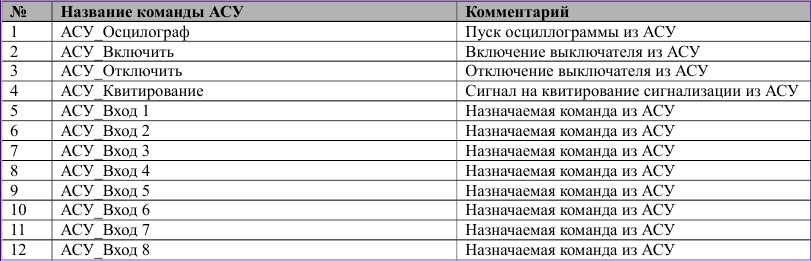 № Название команды АСУ Комментарий
1 АСУ_Осцилограф Пуск осциллограммы из АСУ
2 АСУ_Включить Включение выключателя из АСУ
3 АСУ_Отключить Отключение выключателя из АСУ
4 АСУ_Квитирование Сигнал на квитирование сигнализации из АСУ
5 АСУ_Вход 1 Назначаемая команда из АСУ
6 АСУ_Вход 2 Назначаемая команда из АСУ
7 АСУ_Вход 3 Назначаемая команда из АСУ
8 АСУ_Вход 4 Назначаемая команда из АСУ
9 АСУ_Вход 5 Назначаемая команда из АСУ
10 АСУ_Вход 6 Назначаемая команда из АСУ
11 АСУ_Вход 7 Назначаемая команда из АСУ
12 АСУ_Вход 8 Назначаемая команда из АСУ